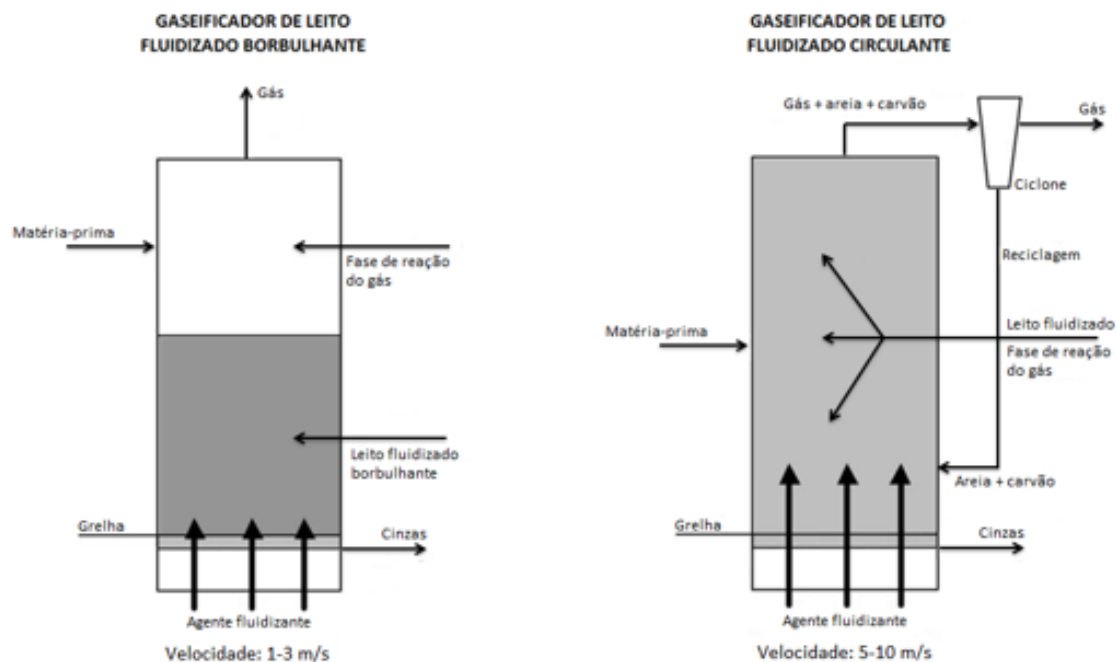 GASEIFICADOR DE LEITO
FLUIDIZADO BORBULHANTE
Gás
Matéria-prima
Fase de reação
do gás
Leito fluidizado
borbulhante
Grelha
Cinzas
Agente fluidizante
Velocidade: 1-3 m/s
GASEIFICADOR DE LEITO
FLUIDIZADO CIRCULANTE
Gás + areia + carvão
Gás
Ciclone
Reciclagem
Matéria-prima
Leito fluidizado
Fase de reação
do gás
Areia + carvão
Grelha
Cinzas
Agente fluidizante
Velocidade: 5-10 m/s